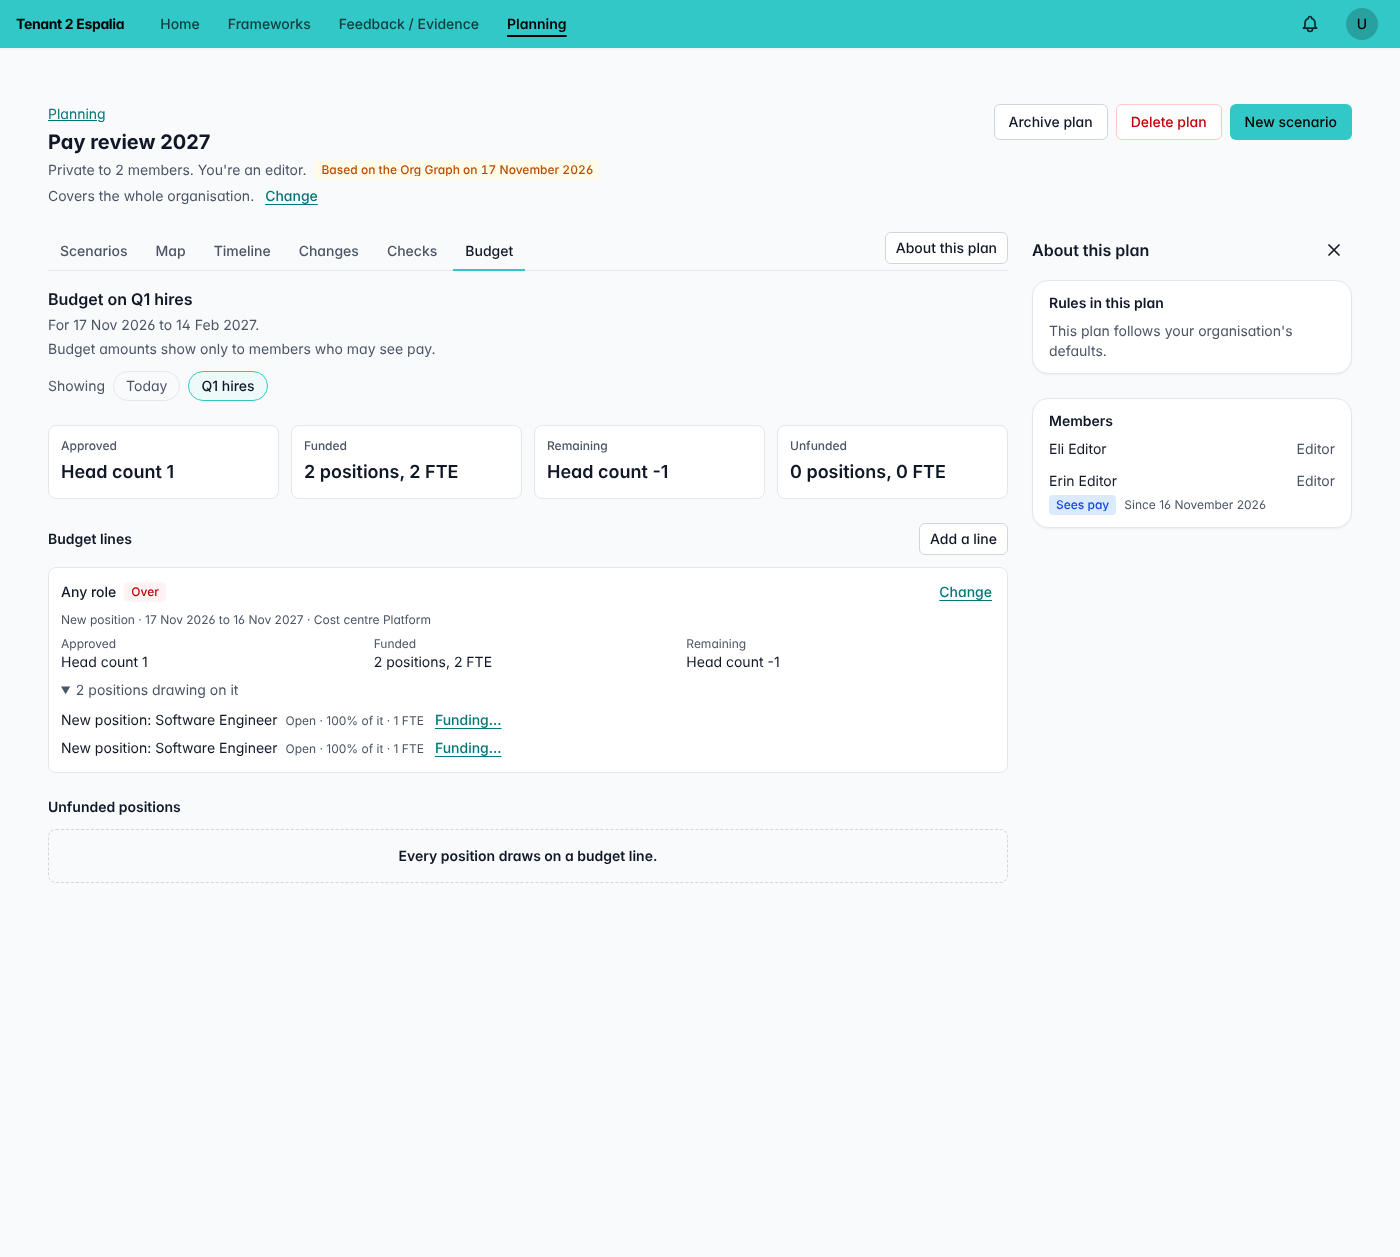 Tenant 2 Espalia
Home
Frameworks
Feedback / Evidence
Planning
U
Planning
Pay review 2027
Private to 2 members. You're an editor.
Based on the Org Graph on 17 November 2026
Covers the whole organisation.
Change
Archive plan
Delete plan
New scenario
Scenarios
Map
Timeline
Changes
Checks
Budget
About this plan
Budget on Q1 hires
For 17 Nov 2026 to 14 Feb 2027.
Budget amounts show only to members who may see pay.
Showing
Today
Q1 hires
Approved
Head count 1
Funded
2 positions, 2 FTE
Remaining
Head count -1
Unfunded
0 positions, 0 FTE
Budget lines
Add a line
Any role
Over
Change
New position · 17 Nov 2026 to 16 Nov 2027 · Cost centre Platform
Approved
Head count 1
Funded
2 positions, 2 FTE
Remaining
Head count -1
▼ 2 positions drawing on it
New position: Software Engineer
Open · 100% of it · 1 FTE
Funding...
New position: Software Engineer
Open · 100% of it · 1 FTE
Funding...
Unfunded positions
Every position draws on a budget line.
About this plan
Rules in this plan
This plan follows your organisation's
defaults.
Members
Eli Editor
Editor
Erin Editor
Editor
Sees pay
Since 16 November 2026